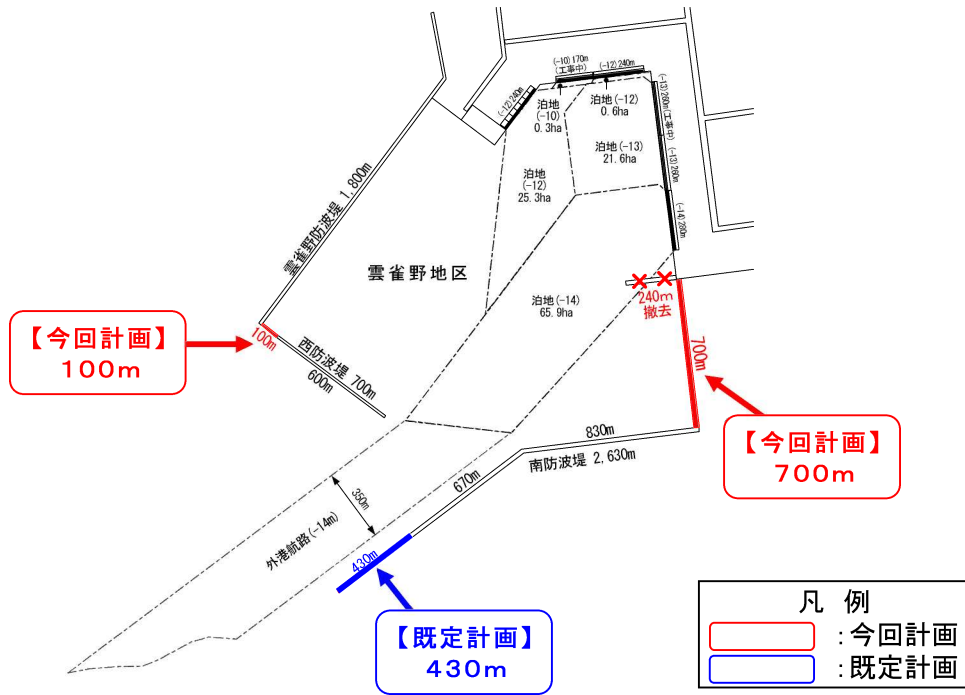 (-10)170m
(工事中)
(-12)240m
(-12)240m
(-13)260m(工事中)
(-13)260m
(-14)280m
泊地
(-10)
0.3ha
泊地(-12)
0.6ha
泊地(-13)
21.6ha
泊地
(-12)
25.3ha
雲雀野防波堤 1,800m
雲雀野地区
泊地(-14)
65.9ha
240m
撤去
【今回計画】
100m
100m
西防波堤 700m
600m
700m
【今回計画】
700m
830m
南防波堤 2,630m
670m
350m
外港航路(-14m)
430m
【既定計画】
430m
凡 例
:今回計画
:既定計画